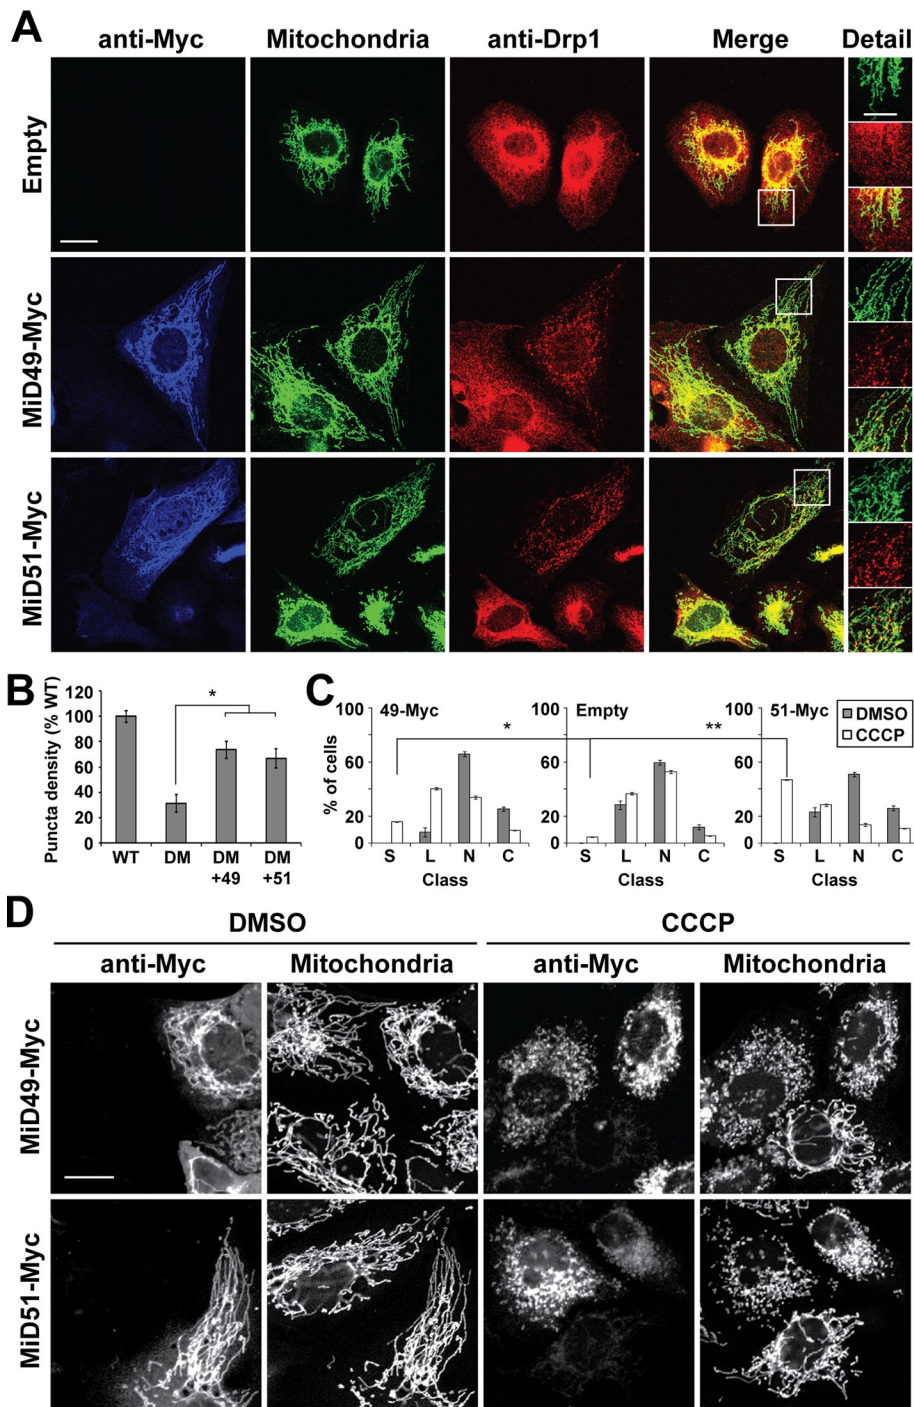 A
anti-Myc Mitochondria anti-Drp1 Merge Detail
Empty
MiD49-Myc
MiD51-Myc
B
Puncta density (% WT)
120
100
80
60
40
20
0
*
WT DM DM DM
+49 +51
C
% of cells
100 49-Myc 100 Empty 100 51-Myc
DMSO
CCCP
* **
60 60 60
20 20 20
0 0 0
S L N C S L N C S L N C
Class Class Class
D
DMSO CCCP
anti-Myc Mitochondria anti-Myc Mitochondria
MiD49-Myc
MiD51-Myc